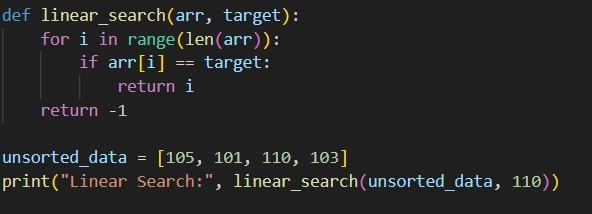 def linear_search(arr, target):
    for i in range(len(arr)):
        if arr[i] == target:
            return i
    return -1

unsorted_data = [105, 101, 110, 103]
print("Linear Search:", linear_search(unsorted_data, 110))